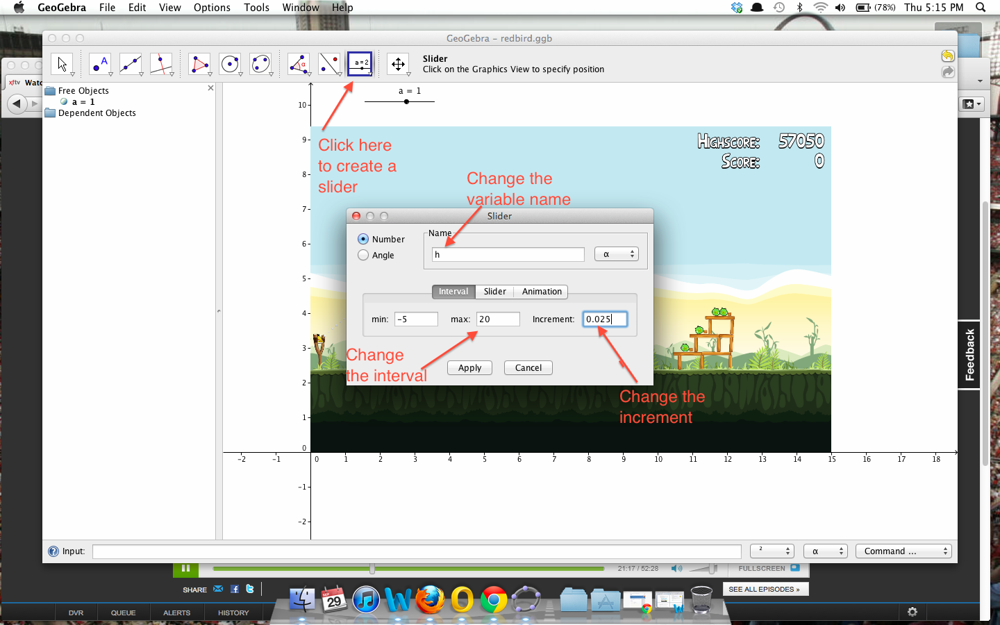 GeoGebra File Edit View Options Tools Window Help (78%) Thu 5:15 PM
GeoGebra – redbird.ggb
A α a = 2
Slider
Click on the Graphics View to specify position
xftv Watc
Free Objects
a = 1
Dependent Objects
a = 1
10
9
8
7
6
5
4
3
2
1
0
-1
-2
-2 -1 0 1 2 3 4 5 6 7 8 9 10 11 12 13 14 15 16 17 18
Highscore: 57050
Score: 0
Click here
to create a
slider
Change the
variable name
Slider
Number
Angle
Name
h
α
Interval Slider Animation
min: -5 max: 20 Increment: 0.025
Apply Cancel
Change
the interval
Change the
increment
Feedback
Input: ² α Command ...
21:17 / 52:28 FULLSCREEN
SHARE
SEE ALL EPISODES »
SEP
29
DVR QUEUE ALERTS HISTORY